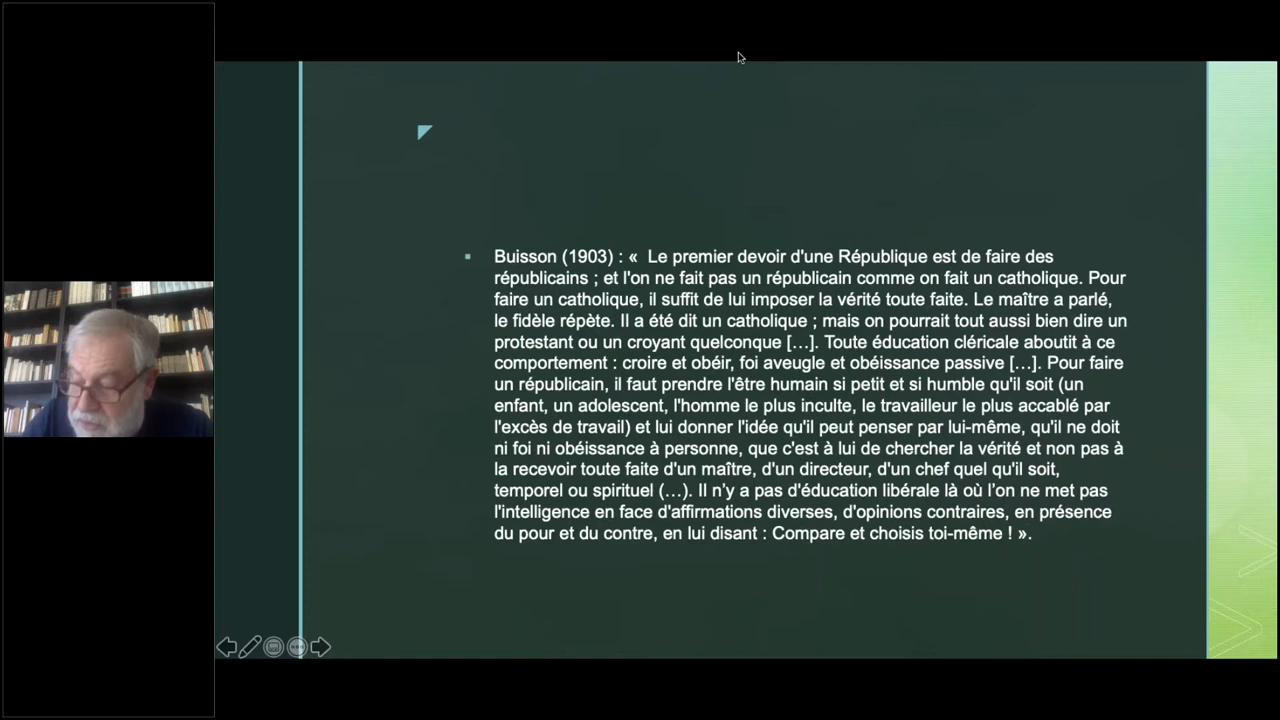 Buisson (1903) : «  Le premier devoir d'une République est de faire des
républicains ; et l'on ne fait pas un républicain comme on fait un catholique. Pour
faire un catholique, il suffit de lui imposer la vérité toute faite. Le maître a parlé,
le fidèle répète. Il a été dit un catholique ; mais on pourrait tout aussi bien dire un
protestant ou un croyant quelconque […]. Toute éducation cléricale aboutit à ce
comportement : croire et obéir, foi aveugle et obéissance passive […]. Pour faire
un républicain, il faut prendre l'être humain si petit et si humble qu'il soit (un
enfant, un adolescent, l'homme le plus inculte, le travailleur le plus accablé par
l'excès de travail) et lui donner l'idée qu'il peut penser par lui-même, qu'il ne doit
ni foi ni obéissance à personne, que c'est à lui de chercher la vérité et non pas à
la recevoir toute faite d'un maître, d'un directeur, d'un chef quel qu'il soit,
temporel ou spirituel (…). Il n’y a pas d'éducation libérale là où l’on ne met pas
l'intelligence en face d'affirmations diverses, d'opinions contraires, en présence
du pour et du contre, en lui disant : Compare et choisis toi-même ! ».